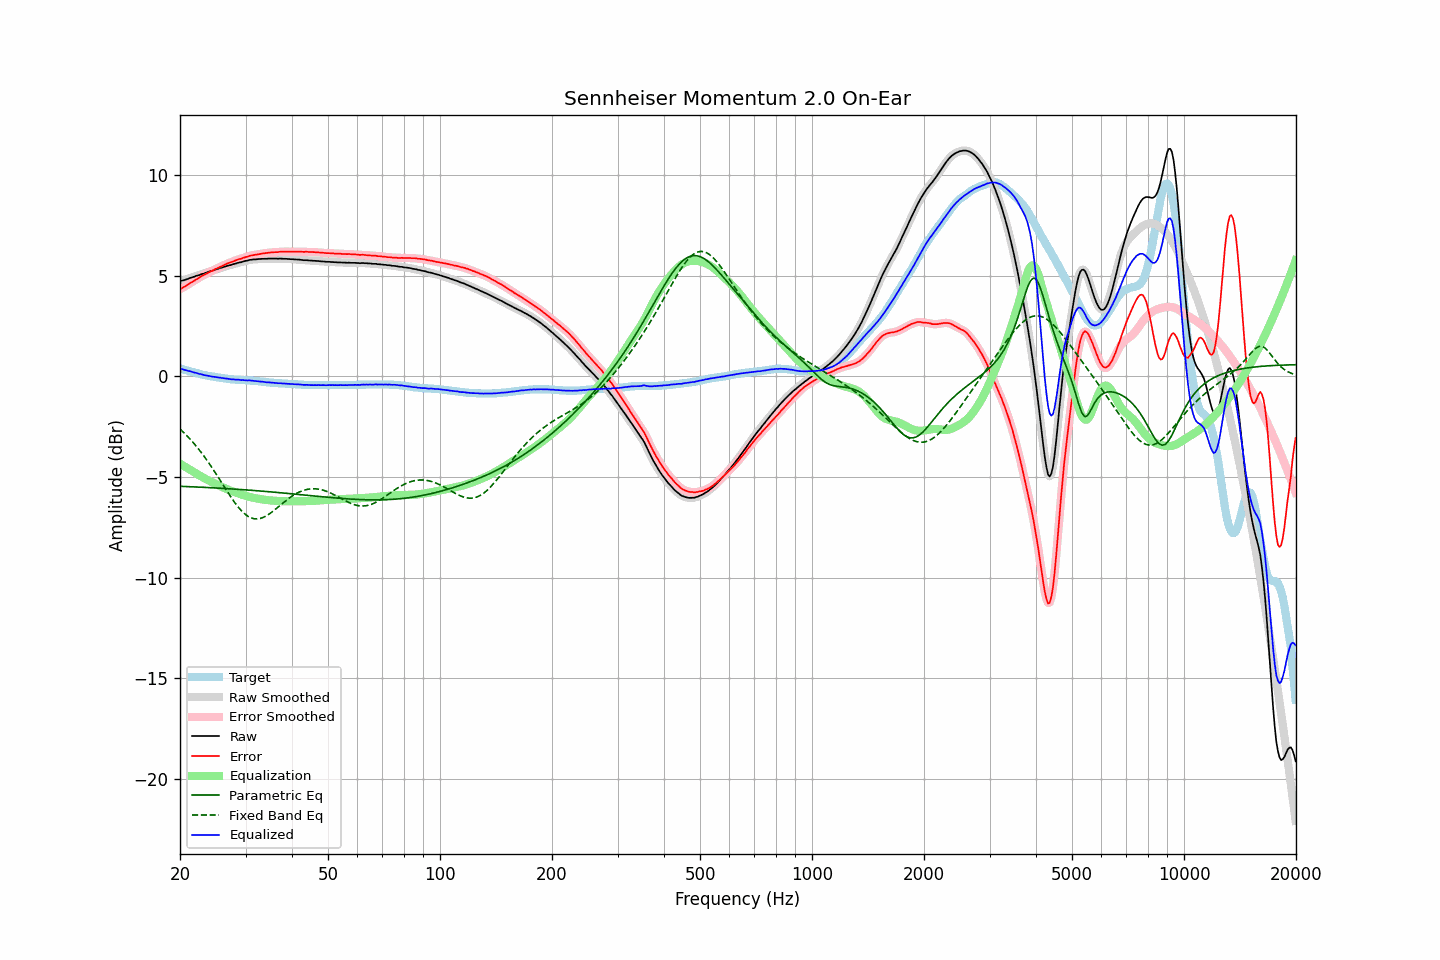 Sennheiser Momentum 2.0 On-Ear
10
5
0
−5
−10
−15
−20
Amplitude (dBr)
Target
Raw Smoothed
Error Smoothed
Raw
Error
Equalization
Parametric Eq
Fixed Band Eq
Equalized
20 50 100 200 500 1000 2000 5000 10000 20000
Frequency (Hz)